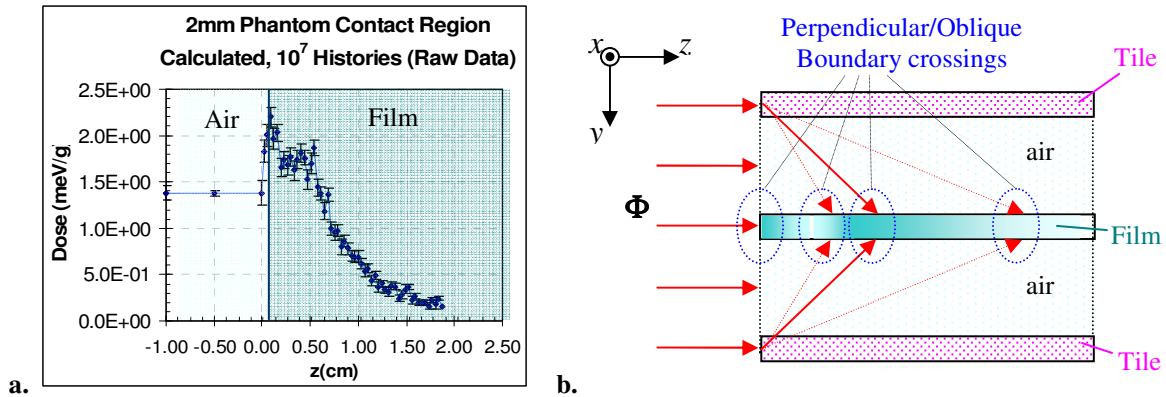 2mm Phantom Contact Region
Calculated, 10⁷ Histories (Raw Data)
Air
Film
Dose (meV/g)
2.5E+00
2.0E+00
1.5E+00
1.0E+00
5.0E-01
0.0E+00
-1.00 -0.50 0.00 0.50 1.00 1.50 2.00 2.50
z(cm)
a.
x
z
y
Perpendicular/Oblique
Boundary crossings
Tile
air
Φ
Film
air
Tile
b.